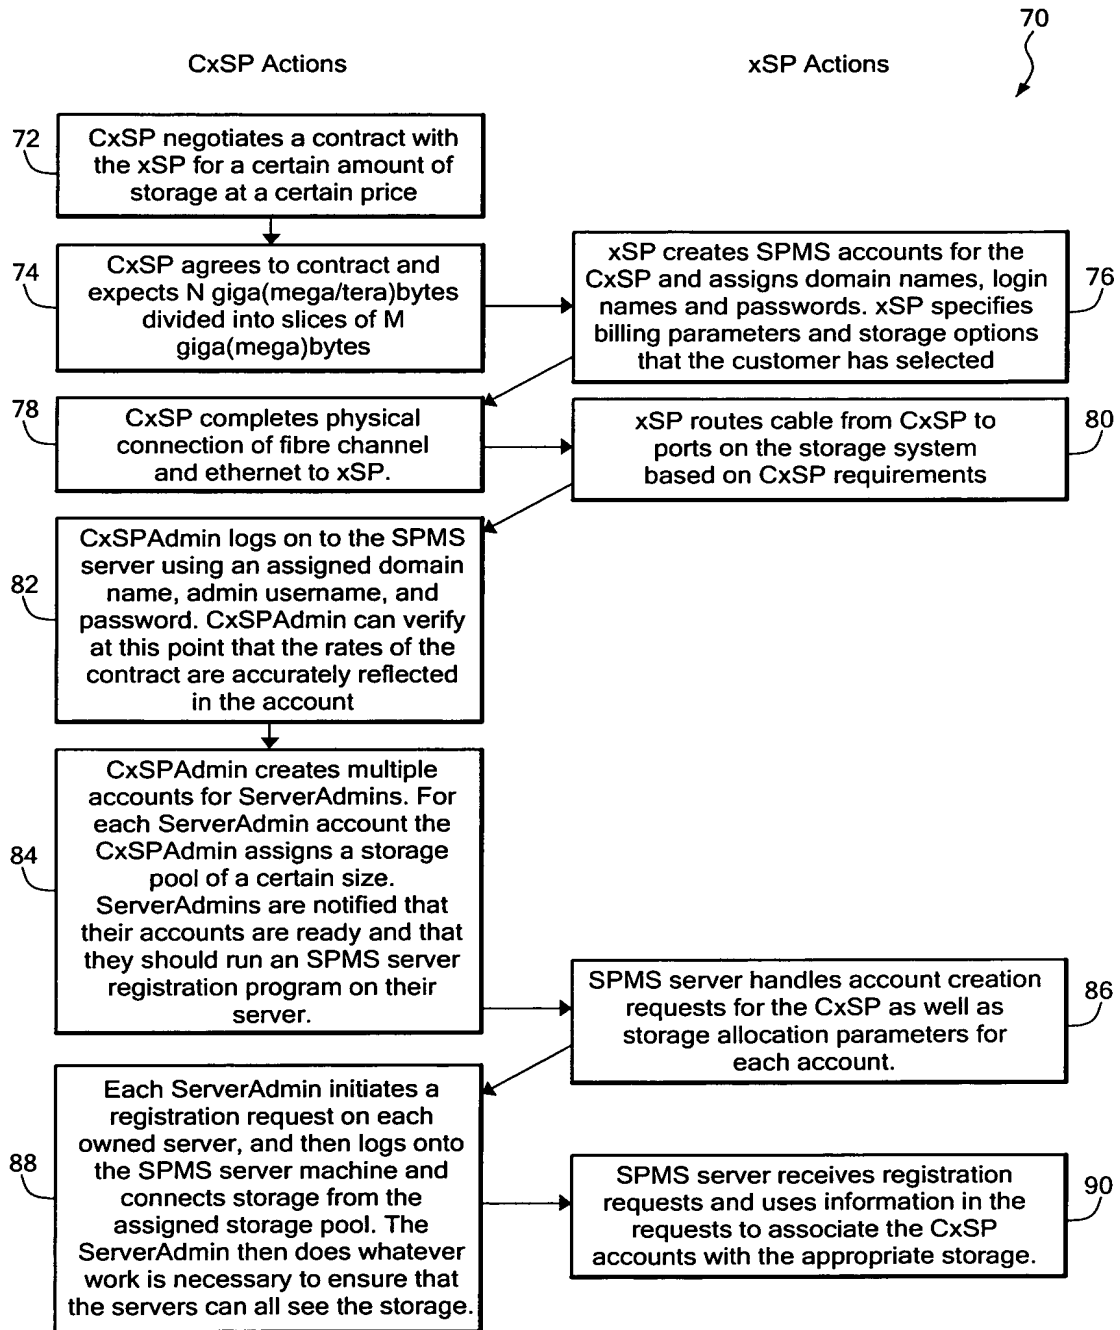 70
CxSP Actions
xSP Actions
72
CxSP negotiates a contract with
the xSP for a certain amount of
storage at a certain price
74
CxSP agrees to contract and
expects N giga(mega/tera)bytes
divided into slices of M
giga(mega)bytes
xSP creates SPMS accounts for the
CxSP and assigns domain names, login
names and passwords. xSP specifies
billing parameters and storage options
that the customer has selected
76
78
CxSP completes physical
connection of fibre channel
and ethernet to xSP.
xSP routes cable from CxSP to
ports on the storage system
based on CxSP requirements
80
82
CxSPAdmin logs on to the SPMS
server using an assigned domain
name, admin username, and
password. CxSPAdmin can verify
at this point that the rates of the
contract are accurately reflected
in the account
84
CxSPAdmin creates multiple
accounts for ServerAdmins. For
each ServerAdmin account the
CxSPAdmin assigns a storage
pool of a certain size.
ServerAdmins are notified that
their accounts are ready and that
they should run an SPMS server
registration program on their
server.
SPMS server handles account creation
requests for the CxSP as well as
storage allocation parameters for
each account.
86
88
Each ServerAdmin initiates a
registration request on each
owned server, and then logs onto
the SPMS server machine and
connects storage from the
assigned storage pool. The
ServerAdmin then does whatever
work is necessary to ensure that
the servers can all see the storage.
SPMS server receives registration
requests and uses information in the
requests to associate the CxSP
accounts with the appropriate storage.
90